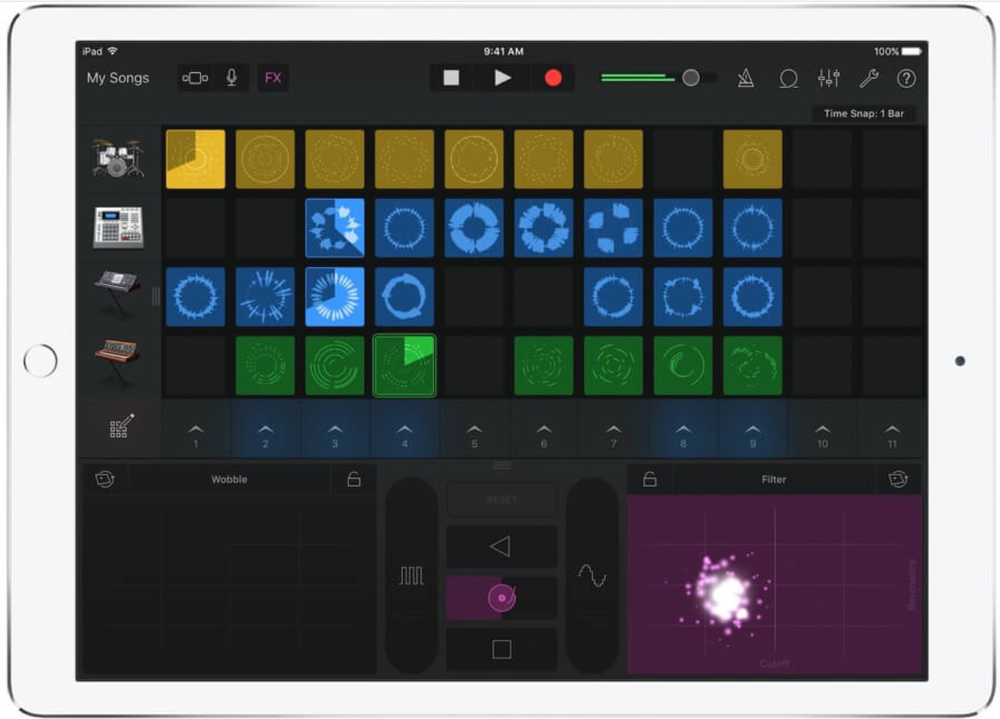 iPad 9:41 AM 100%
My Songs FX
Time Snap: 1 Bar
1 2 3 4 5 6 7 8 9 10 11
Wobble Filter
RESET
Resonance
Cutoff